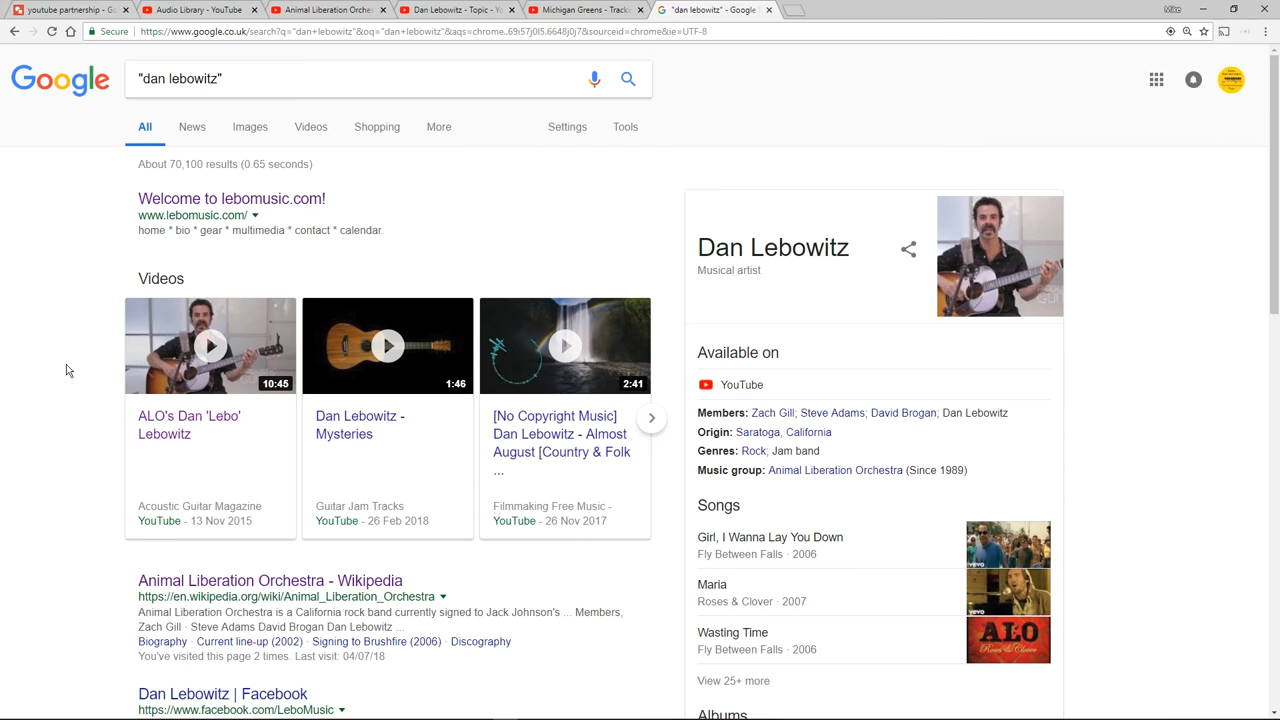 youtube partnership - Go
Audio Library - YouTube
Animal Liberation Orche
Dan Lebowitz - Topic - Y
Michigan Greens - Tracks
"dan lebowitz" - Google
Mike
Secure
https://www.google.co.uk/search?q="dan+lebowitz"&oq="dan+lebowitz"&aqs=chrome..69i57j0l5.6648j0j7&sourceid=chrome&ie=UTF-8
Google
"dan lebowitz"
All
News
Images
Videos
Shopping
More
Settings
Tools
About 70,100 results (0.65 seconds)
Welcome to lebomusic.com!
www.lebomusic.com/
home * bio * gear * multimedia * contact * calendar.
Videos
10:45
1:46
2:41
ALO's Dan 'Lebo'
Lebowitz
Acoustic Guitar Magazine
YouTube - 13 Nov 2015
Dan Lebowitz -
Mysteries
Guitar Jam Tracks
YouTube - 26 Feb 2018
[No Copyright Music]
Dan Lebowitz - Almost
August [Country & Folk
...
Filmmaking Free Music -
YouTube - 26 Nov 2017
Animal Liberation Orchestra - Wikipedia
https://en.wikipedia.org/wiki/Animal_Liberation_Orchestra
Animal Liberation Orchestra is a California rock band currently signed to Jack Johnson's ... Members,
Zach Gill · Steve Adams David Brogan Dan Lebowitz ...
Biography · Current line-up (2002) · Signing to Brushfire (2006) · Discography
You've visited this page 2 times. Last visit: 04/07/18
Dan Lebowitz | Facebook
https://www.facebook.com/LeboMusic
Dan Lebowitz
Musical artist
Available on
YouTube
Members: Zach Gill; Steve Adams; David Brogan; Dan Lebowitz
Origin: Saratoga, California
Genres: Rock; Jam band
Music group: Animal Liberation Orchestra (Since 1989)
Songs
Girl, I Wanna Lay You Down
Fly Between Falls · 2006
vevo
Maria
Roses & Clover · 2007
vevo
Wasting Time
Fly Between Falls · 2006
ALO
View 25+ more
Albums